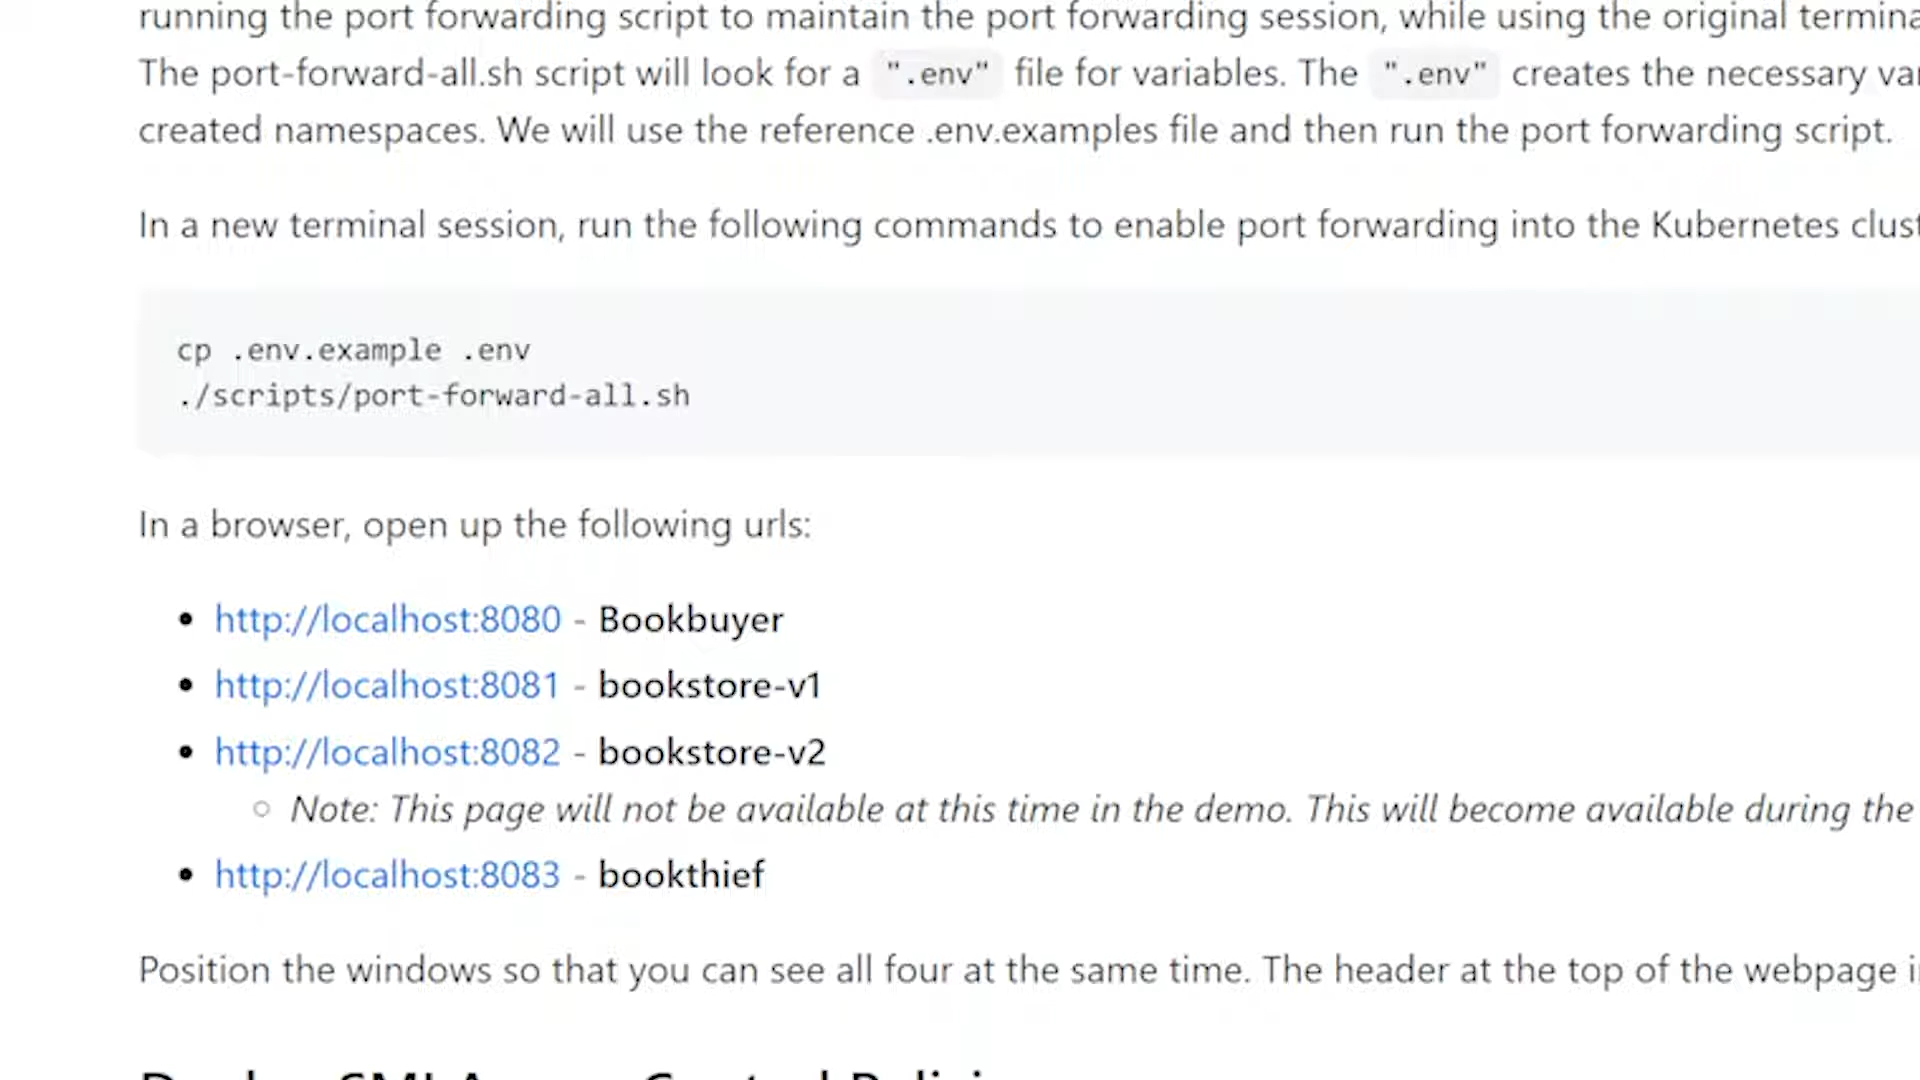 running the port forwarding script to maintain the port forwarding session, while using the original
The port-forward-all.sh script will look for a ".env" file for variables. The ".env" creates the necessary
created namespaces. We will use the reference .env.examples file and then run the port forwarding script.
In a new terminal session, run the following commands to enable port forwarding into the Kubernetes
cp .env.example .env
./scripts/port-forward-all.sh
In a browser, open up the following urls:
http://localhost:8080 - Bookbuyer
http://localhost:8081 - bookstore-v1
http://localhost:8082 - bookstore-v2
Note: This page will not be available at this time in the demo. This will become available during the
http://localhost:8083 - bookthief
Position the windows so that you can see all four at the same time. The header at the top of the webpage